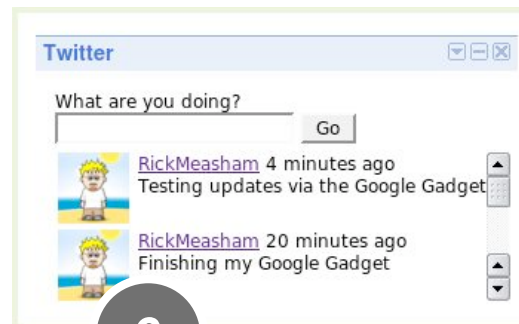 Twitter
What are you doing?
Go
RickMeasham 4 minutes ago
Testing updates via the Google Gadget
RickMeasham 20 minutes ago
Finishing my Google Gadget